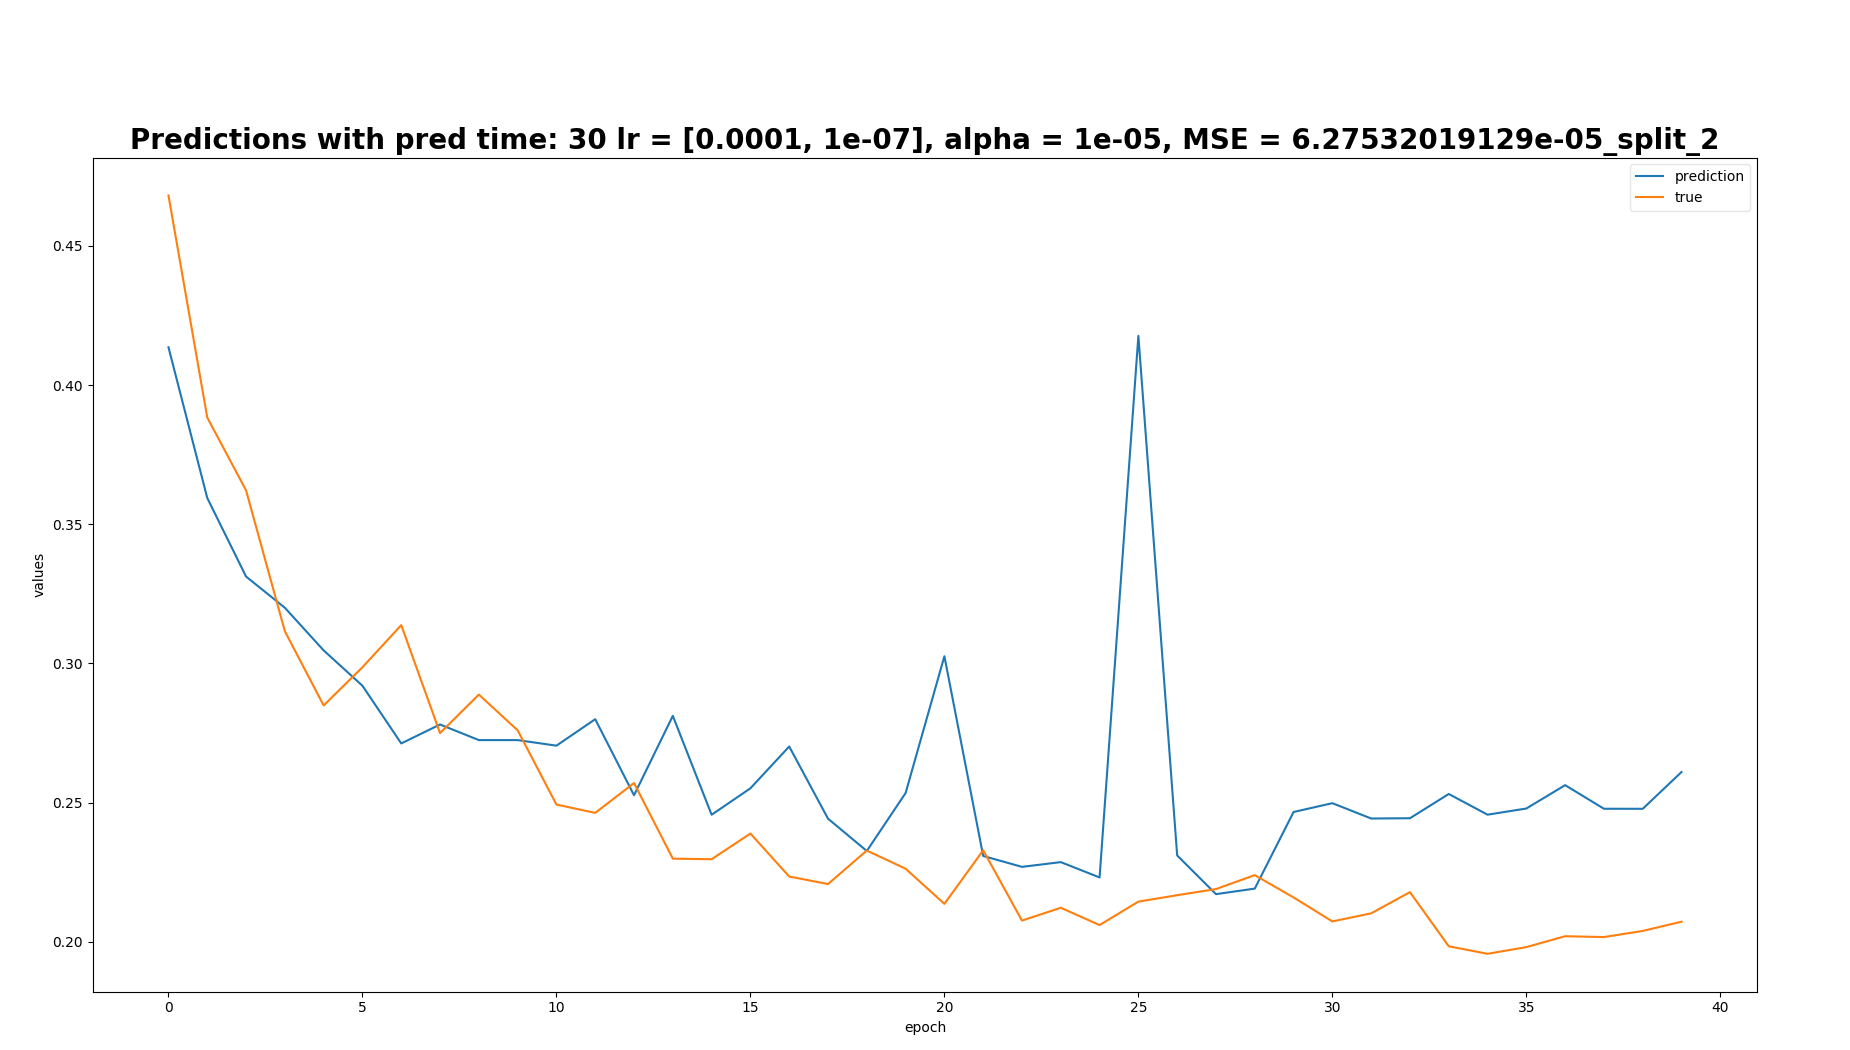 Predictions with pred time: 30 lr = [0.0001, 1e-07], alpha = 1e-05, MSE = 6.27532019129e-05_split_2
prediction
true
values
0.45
0.40
0.35
0.30
0.25
0.20
0 5 10 15 20 25 30 35 40
epoch